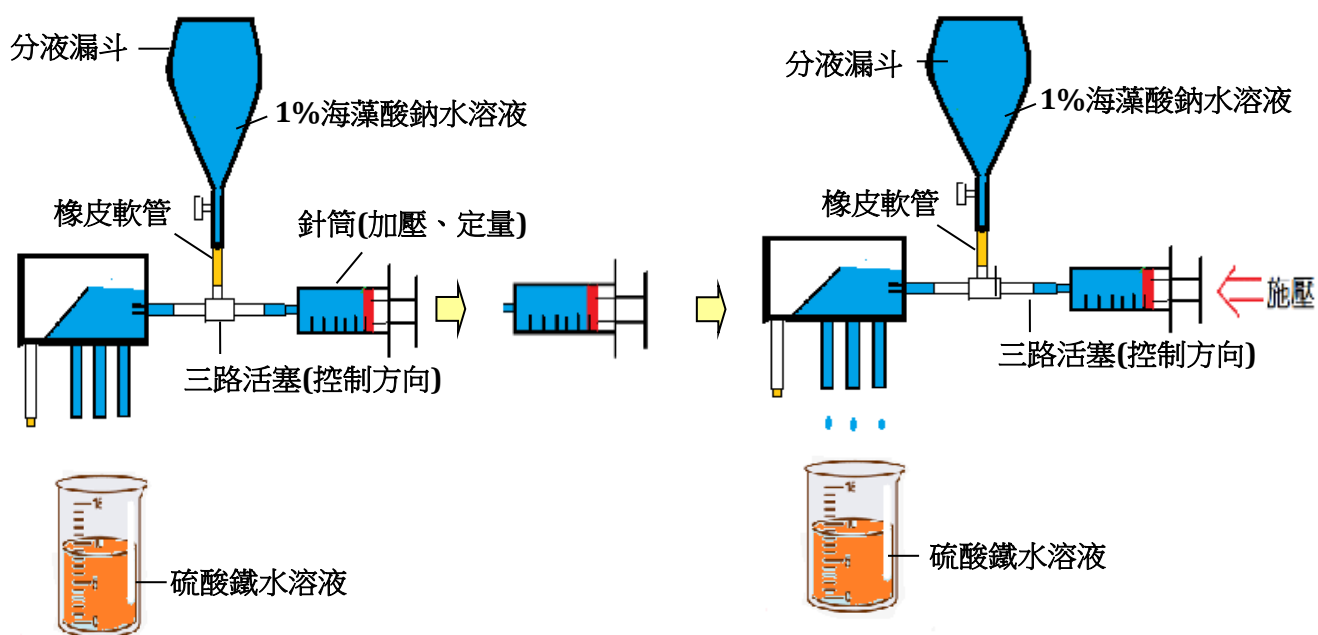 分液漏斗
1%海藻酸鈉水溶液
橡皮軟管
針筒(加壓、定量)
三路活塞(控制方向)
硫酸鐵水溶液
分液漏斗
1%海藻酸鈉水溶液
橡皮軟管
施壓
三路活塞(控制方向)
硫酸鐵水溶液